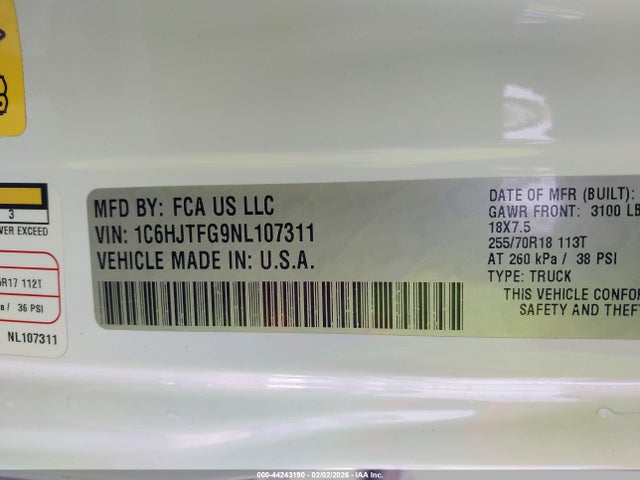 3
WER EXCEED
R17 112T
a / 36 PSI
NL107311
MFD BY: FCA US LLC
VIN: 1C6HJTFG9NL107311
VEHICLE MADE IN: U.S.A.
DATE OF MFR (BUILT):
GAWR FRONT: 3100 LB
18X7.5
255/70R18 113T
AT 260 kPa / 38 PSI
TYPE: TRUCK
THIS VEHICLE CONFOR
SAFETY AND THEFT
000-44243190 - 02/02/2026 - IAA Inc.